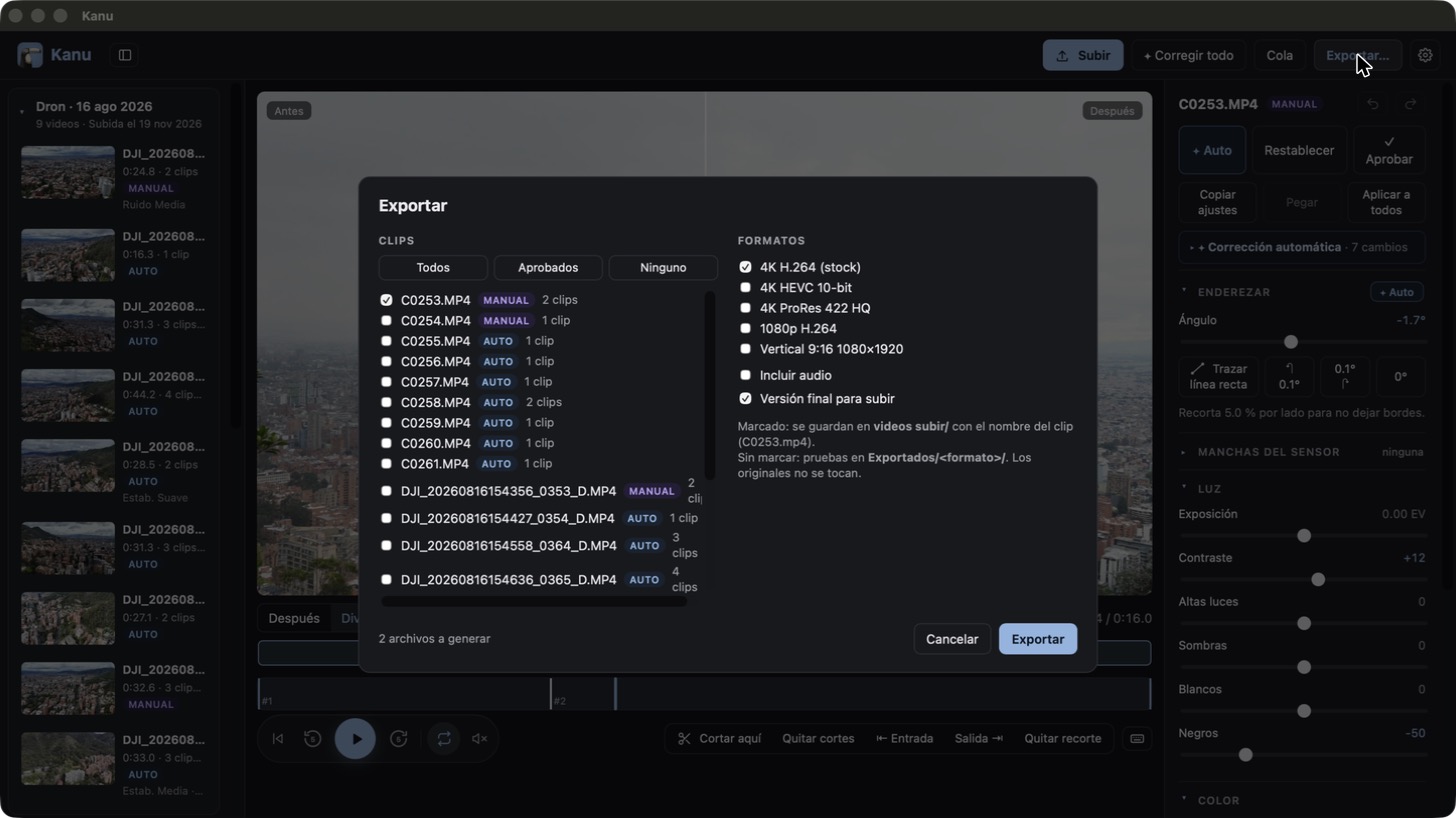 Kanu
Kanu
Subir
+ Corregir todo
Cola
Exportar...
Dron · 16 ago 2026
9 videos · Subida el 19 nov 2026
DJI_202608...
0:24.8 · 2 clips
MANUAL
Ruido Media
DJI_202608...
0:16.3 · 1 clip
AUTO
DJI_202608...
0:31.3 · 3 clips...
AUTO
DJI_202608...
0:44.2 · 4 clip...
AUTO
DJI_202608...
0:28.5 · 2 clips
AUTO
Estab. Suave
DJI_202608...
0:31.3 · 3 clips...
AUTO
DJI_202608...
0:27.1 · 2 clips
AUTO
DJI_202608...
0:32.6 · 3 clip...
MANUAL
DJI_202608...
0:33.0 · 3 clip...
AUTO
Estab. Media ·...
Antes
Después
Exportar
CLIPS
Todos
Aprobados
Ninguno
C0253.MP4 MANUAL 2 clips
C0254.MP4 MANUAL 1 clip
C0255.MP4 AUTO 1 clip
C0256.MP4 AUTO 1 clip
C0257.MP4 AUTO 1 clip
C0258.MP4 AUTO 2 clips
C0259.MP4 AUTO 1 clip
C0260.MP4 AUTO 1 clip
C0261.MP4 AUTO 1 clip
DJI_20260816154356_0353_D.MP4 MANUAL 2
DJI_20260816154427_0354_D.MP4 AUTO 1 clip
DJI_20260816154558_0364_D.MP4 AUTO 3
clips
DJI_20260816154636_0365_D.MP4 AUTO 4
clips
FORMATOS
4K H.264 (stock)
4K HEVC 10-bit
4K ProRes 422 HQ
1080p H.264
Vertical 9:16 1080×1920
Incluir audio
Versión final para subir
Marcado: se guardan en videos subir/ con el nombre del clip
(C0253.mp4).
Sin marcar: pruebas en Exportados/<formato>/. Los
originales no se tocan.
2 archivos a generar
Cancelar
Exportar
Después
/ 0:16.0
#1
#2
5
5
Cortar aquí
Quitar cortes
Entrada
Salida
Quitar recorte
C0253.MP4 MANUAL
+ Auto
Restablecer
✓
Aprobar
Copiar
ajustes
Pegar
Aplicar a
todos
+ Corrección automática · 7 cambios
ENDEREZAR
+ Auto
Ángulo
-1.7°
Trazar
línea recta
0.1°
0.1°
0°
Recorta 5.0 % por lado para no dejar bordes.
MANCHAS DEL SENSOR
ninguna
LUZ
Exposición
0.00 EV
Contraste
+12
Altas luces
0
Sombras
0
Blancos
0
Negros
-50
COLOR